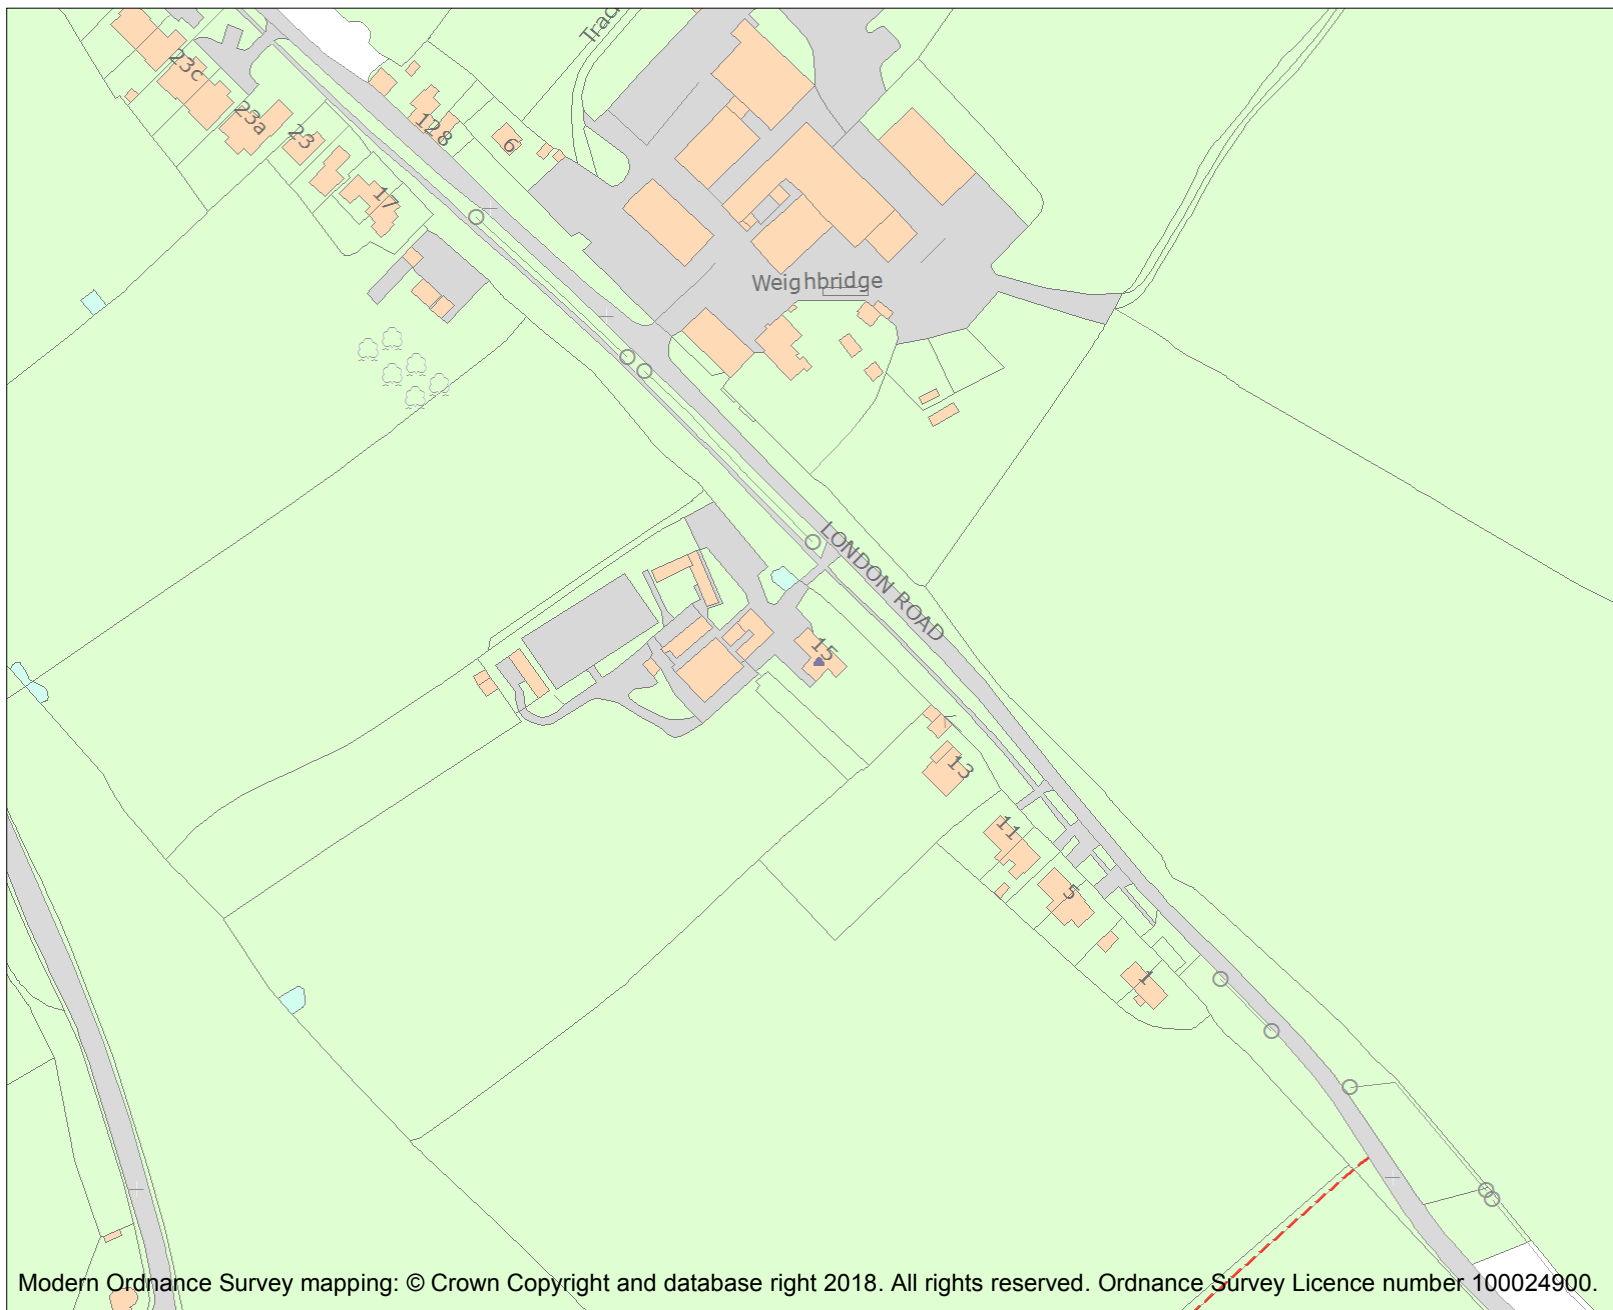 Trac
23c
23a
23
128
6
17
Weighbridge
LONDON ROAD
15
13
11
5
1
Modern Ordnance Survey mapping: © Crown Copyright and database right 2018. All rights reserved. Ordnance Survey Licence number 100024900.